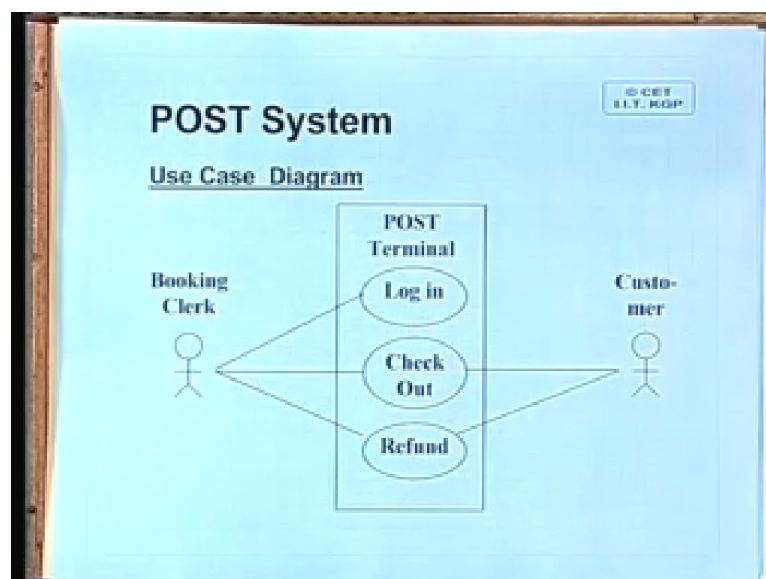 © CET
I.I.T. KGP
POST System
Use Case Diagram
POST
Terminal
Booking
Clerk
Log in
Custo-
mer
Check
Out
Refund